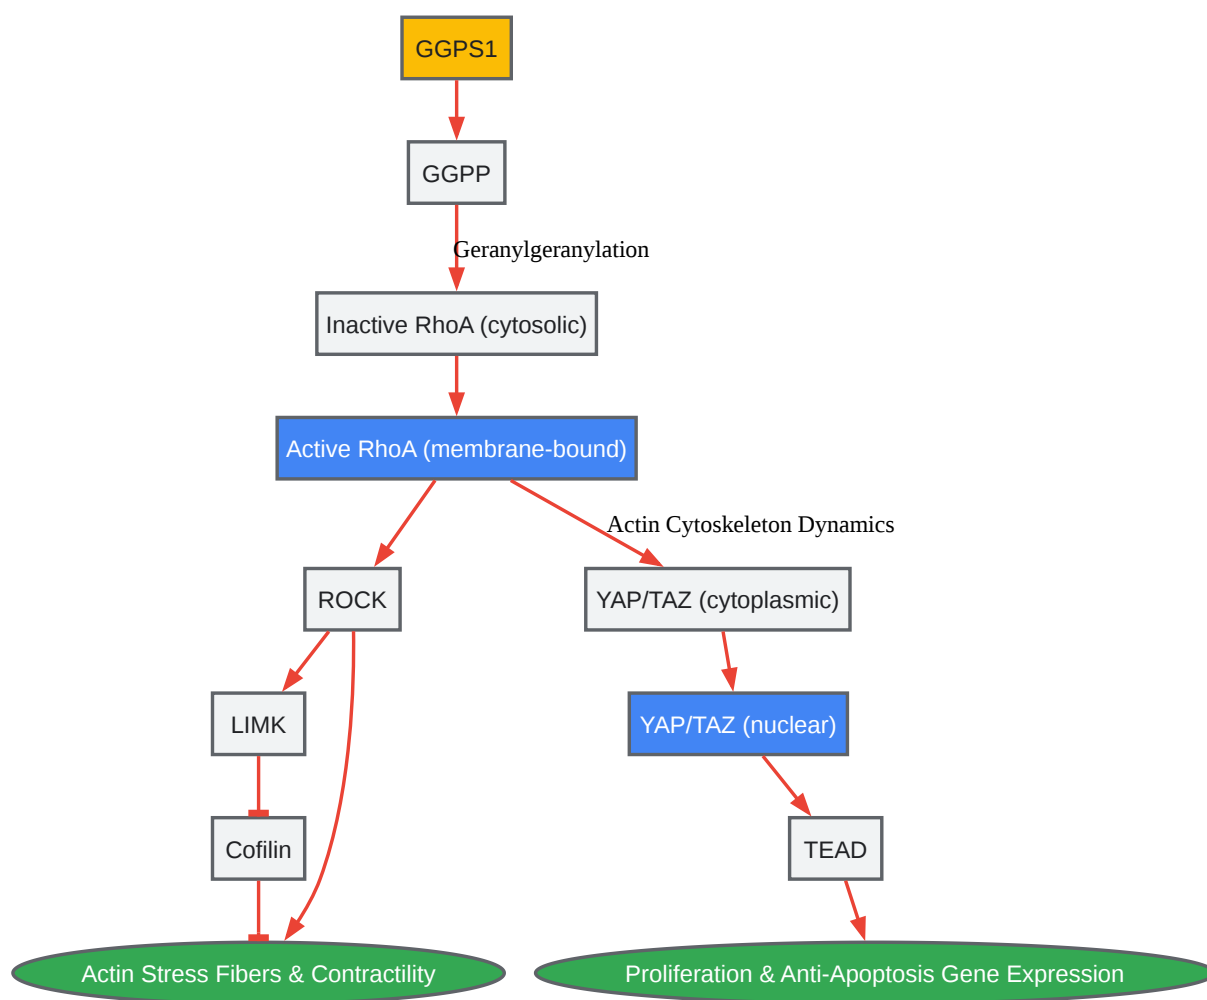 GGPS1
GGPP
Geranylgeranylation
Inactive RhoA (cytosolic)
Active RhoA (membrane-bound)
Actin Cytoskeleton Dynamics
ROCK
YAP/TAZ (cytoplasmic)
LIMK
YAP/TAZ (nuclear)
Cofilin
TEAD
Actin Stress Fibers & Contractility
Proliferation & Anti-Apoptosis Gene Expression